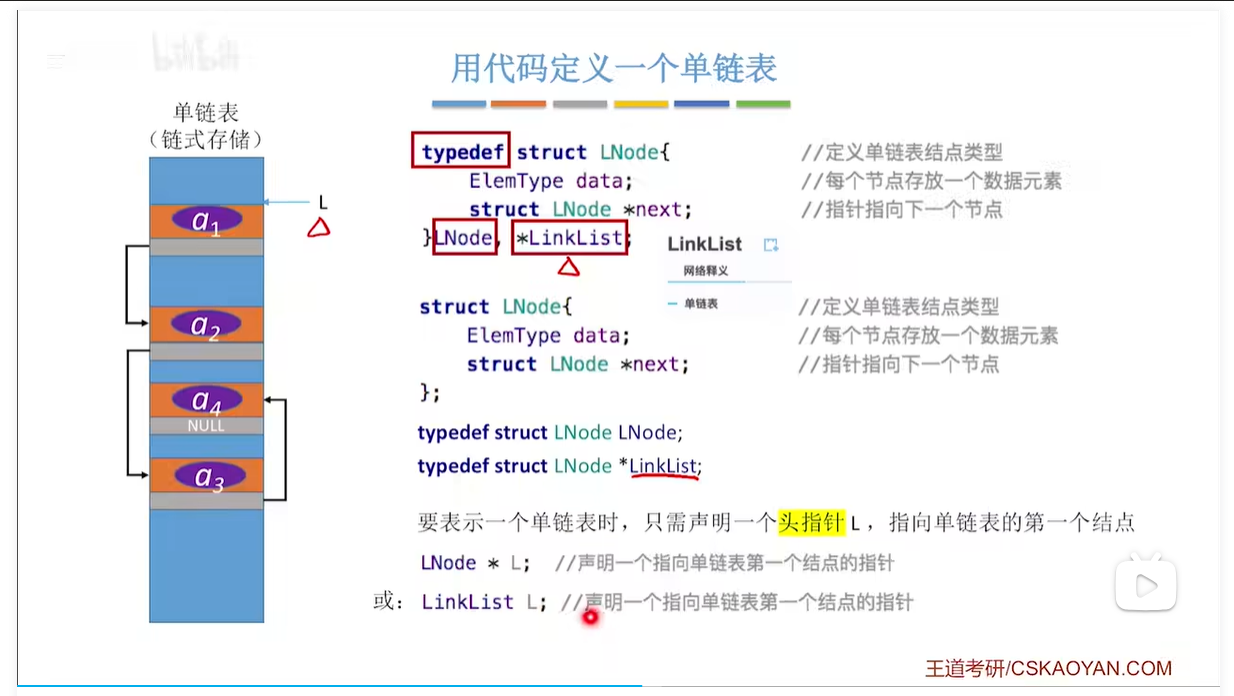 用代码定义一个单链表
单链表
（链式存储）
L
a1
a2
a4
NULL
a3
typedef struct LNode{ //定义单链表结点类型
ElemType data; //每个节点存放一个数据元素
struct LNode *next; //指针指向下一个节点
}LNode, *LinkList;
LinkList
网络释义
单链表
struct LNode{ //定义单链表结点类型
ElemType data; //每个节点存放一个数据元素
struct LNode *next; //指针指向下一个节点
};
typedef struct LNode LNode;
typedef struct LNode *LinkList;
要表示一个单链表时，只需声明一个头指针L，指向单链表的第一个结点
LNode * L; //声明一个指向单链表第一个结点的指针
或：LinkList L; //声明一个指向单链表第一个结点的指针
王道考研/CSKAOYAN.COM